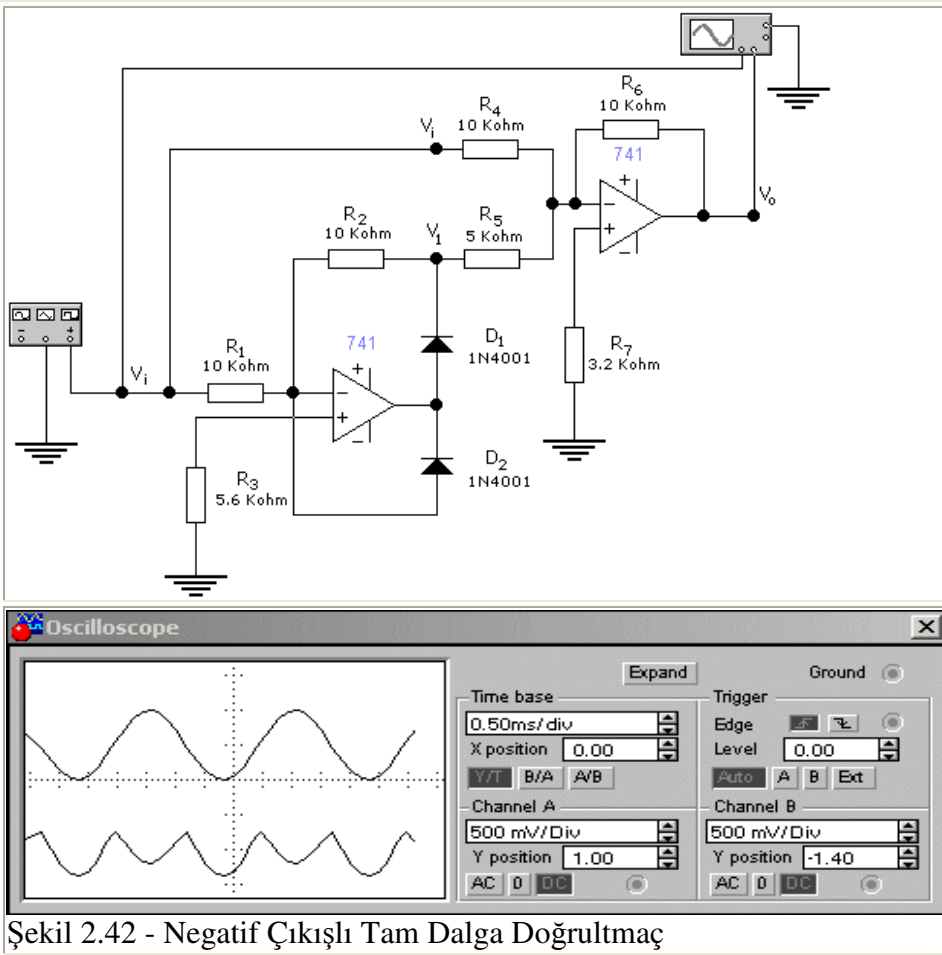 R4
10 Kohm
Vi
R6
10 Kohm
741
Vo
R2
10 Kohm
V1
R5
5 Kohm
R1
10 Kohm
Vi
741
D1
1N4001
R7
3.2 Kohm
D2
1N4001
R3
5.6 Kohm
Oscilloscope
Expand
Ground
Time base
0.50ms/div
X position 0.00
Y/T B/A A/B
Trigger
Edge
Level 0.00
Auto A B Ext
Channel A
500 mV/Div
Y position 1.00
AC 0 DC
Channel B
500 mV/Div
Y position -1.40
AC 0 DC
Şekil 2.42 - Negatif Çıkışlı Tam Dalga Doğrultmaç